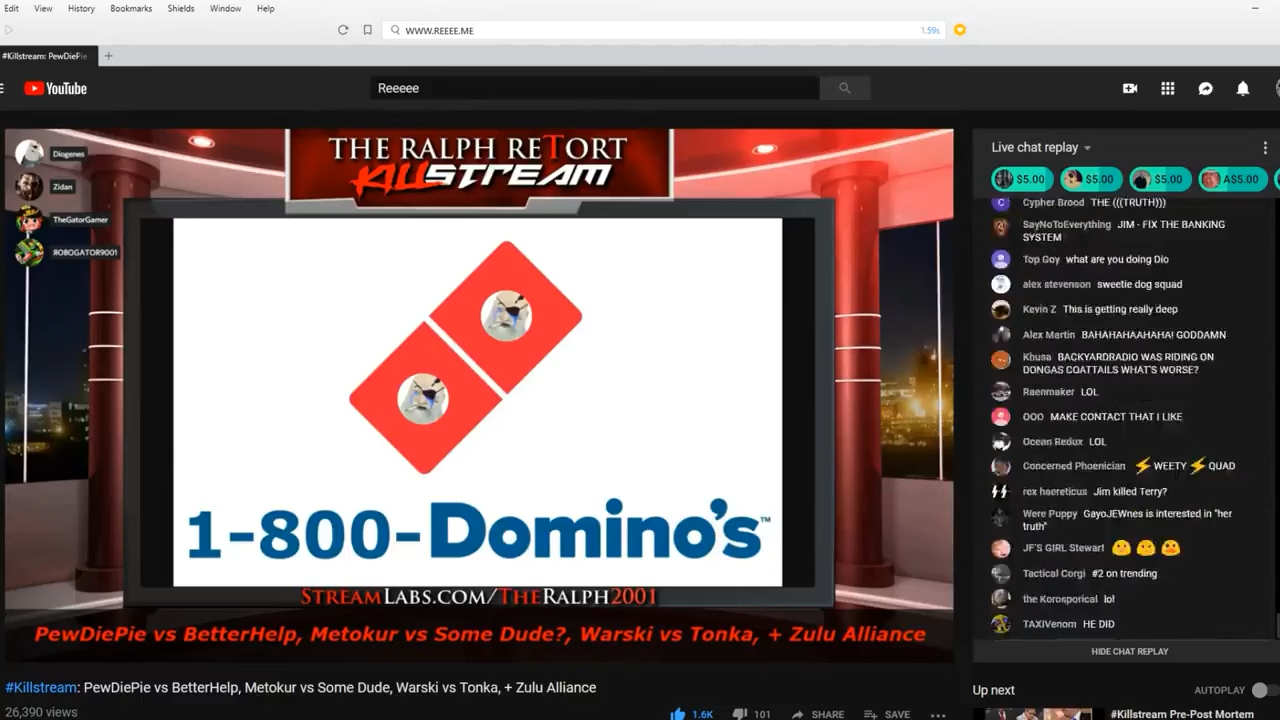 Edit View History Bookmarks Shields Window Help
WWW.REEEE.ME 1.59s
#Killstream: PewDiePie
YouTube
Reeeee
THE RALPH RETORT
KILLSTREAM
Diogenes
Zidan
TheGatorGamer
ROBOGATOR9001
1-800-Domino's™
STREAMLABS.COM/THERALPH2001
PewDiePie vs BetterHelp, Metokur vs Some Dude?, Warski vs Tonka, + Zulu Alliance
#Killstream: PewDiePie vs BetterHelp, Metokur vs Some Dude, Warski vs Tonka, + Zulu Alliance
26,390 views
1.6K 101 SHARE SAVE
Live chat replay
$5.00 $5.00 $5.00 A$5.00
Cypher Brood THE (((TRUTH)))
SayNoToEverything JIM - FIX THE BANKING
SYSTEM
Top Goy what are you doing Dio
alex stevenson sweetie dog squad
Kevin Z This is getting really deep
Alex Martin BAHAHAHAAHAHA! GODDAMN
Khusa BACKYARDRADIO WAS RIDING ON
DONGAS COATTAILS WHAT'S WORSE?
Raenmaker LOL
OOO MAKE CONTACT THAT I LIKE
Ocean Redux LOL
Concerned Phoenician ⚡WEETY ⚡QUAD
rex haereticus Jim killed Terry?
Were Puppy GayoJEWnes is interested in "her
truth"
JF'S GIRL Stewart
Tactical Corgi #2 on trending
the Korosporical lol
TAXIVenom HE DID
HIDE CHAT REPLAY
Up next AUTOPLAY
#Killstream Pre-Post Mortem